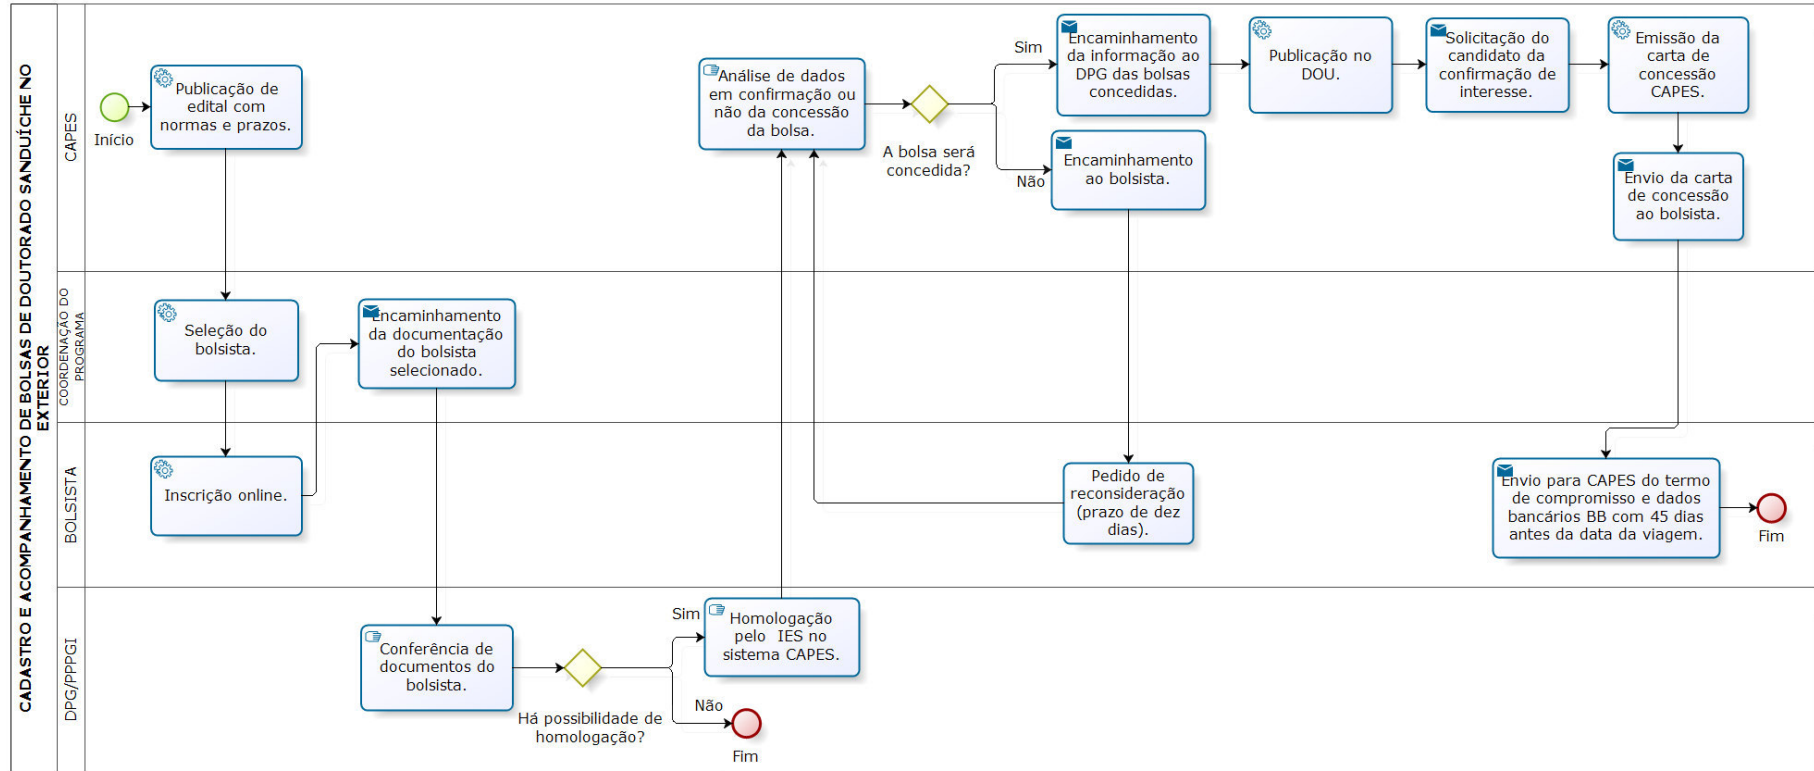 CADASTRO E ACOMPANHAMENTO DE BOLSAS DE DOUTORADO SANDUÍCHE NO
EXTERIOR
CAPES
Início
Publicação de
edital com
normas e prazos.
Análise de dados
em confirmação ou
não da concessão
da bolsa.
A bolsa será
concedida?
Sim
Encaminhamento
da informação ao
DPG das bolsas
concedidas.
Publicação no
DOU.
Solicitação do
candidato da
confirmação de
interesse.
Emissão da
carta de
concessão
CAPES.
Não
Encaminhamento
ao bolsista.
Envio da carta
de concessão
ao bolsista.
COORDENAÇÃO DO
PROGRAMA
Seleção do
bolsista.
Encaminhamento
da documentação
do bolsista
selecionado.
BOLSISTA
Inscrição online.
Pedido de
reconsideração
(prazo de dez
dias).
Envio para CAPES do termo
de compromisso e dados
bancários BB com 45 dias
antes da data da viagem.
Fim
DPG/PPPGI
Conferência de
documentos do
bolsista.
Há possibilidade de
homologação?
Sim
Homologação
pelo IES no
sistema CAPES.
Não
Fim